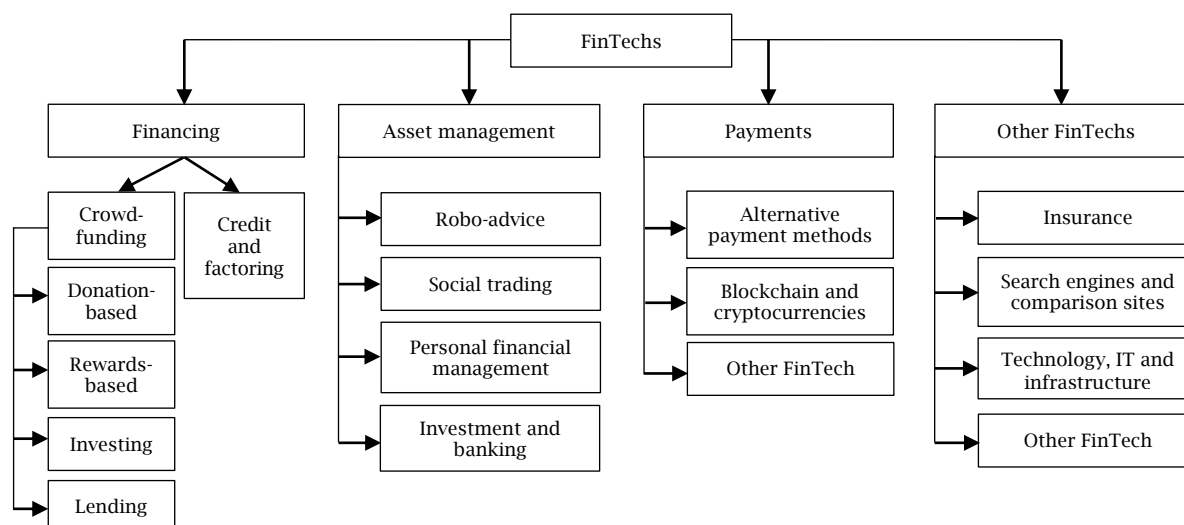 FinTechs
Financing
Asset management
Payments
Other FinTechs
Crowd-
funding
Credit
and
factoring
Donation-
based
Rewards-
based
Investing
Lending
Robo-advice
Social trading
Personal financial
management
Investment and
banking
Alternative
payment methods
Blockchain and
cryptocurrencies
Other FinTech
Insurance
Search engines and
comparison sites
Technology, IT and
infrastructure
Other FinTech